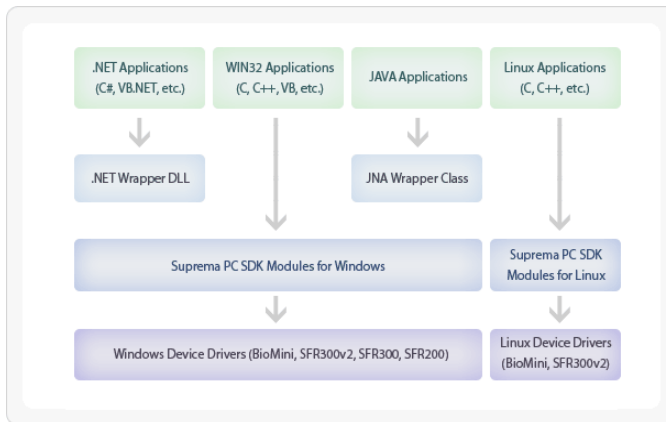 .NET Applications
(C#, VB.NET, etc.)
WIN32 Applications
(C, C++, VB, etc.)
JAVA Applications
Linux Applications
(C, C++, etc.)
.NET Wrapper DLL
JNA Wrapper Class
Suprema PC SDK Modules for Windows
Suprema PC SDK
Modules for Linux
Windows Device Drivers (BioMini, SFR300v2, SFR300, SFR200)
Linux Device Drivers
(BioMini, SFR300v2)